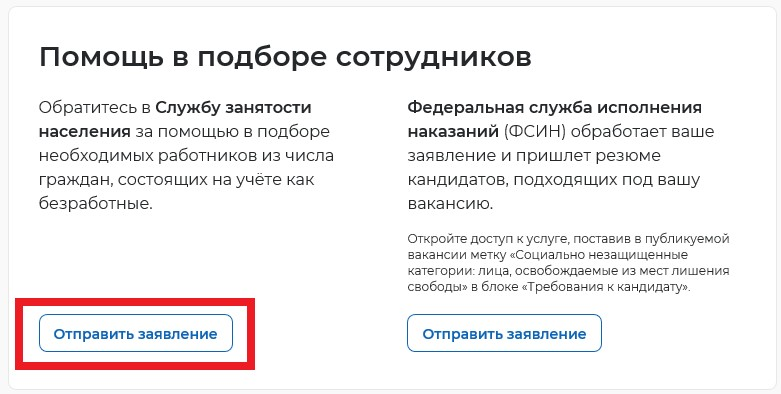 Помощь в подборе сотрудников
Обратитесь в Службу занятости
населения за помощью в подборе
необходимых работников из числа
граждан, состоящих на учёте как
безработные.
Отправить заявление
Федеральная служба исполнения
наказаний (ФСИН) обработает ваше
заявление и пришлет резюме
кандидатов, подходящих под вашу
вакансию.
Откройте доступ к услуге, поставив в публикуемой
вакансии метку «Социально незащищенные
категории: лица, освобождаемые из мест лишения
свободы» в блоке «Требования к кандидату».
Отправить заявление